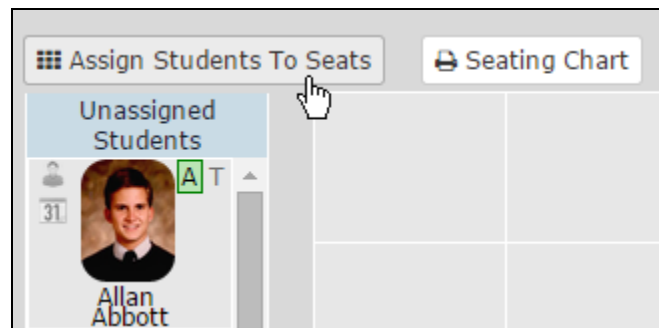 Assign Students To Seats
Seating Chart
Unassigned
Students
A T
31
Allan
Abbott